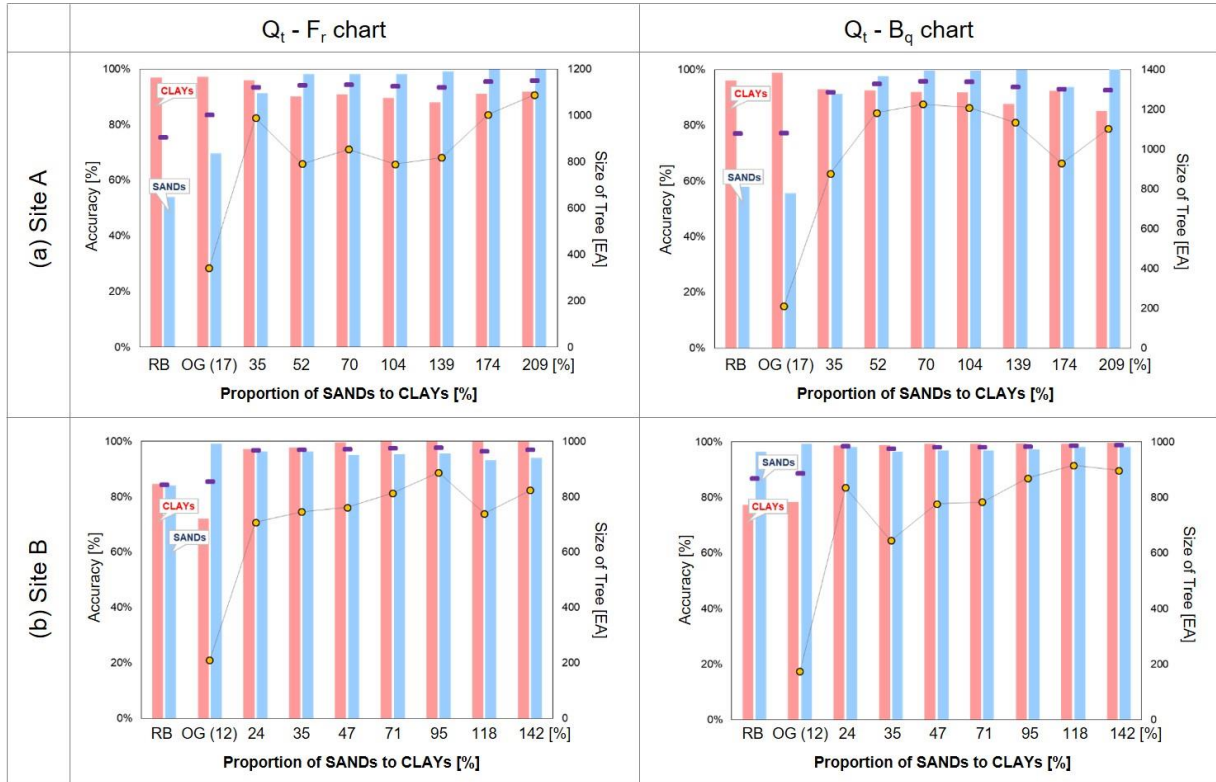 Q_t - F_r chart
Q_t - B_q chart
(a) Site A
Accuracy [%]
100%
80%
60%
40%
20%
0%
CLAYs
SANDs
1200
1000
800
600
400
200
0
Size of Tree [EA]
RB OG (17) 35 52 70 104 139 174 209 [%]
Proportion of SANDs to CLAYs [%]
Accuracy [%]
100%
80%
60%
40%
20%
0%
CLAYs
SANDs
1400
1200
1000
800
600
400
200
0
Size of Tree [EA]
RB OG (17) 35 52 70 104 139 174 209 [%]
Proportion of SANDs to CLAYs [%]
(b) Site B
Accuracy [%]
100%
80%
60%
40%
20%
0%
CLAYs
SANDs
1000
800
600
400
200
0
Size of Tree [EA]
RB OG (12) 24 35 47 71 95 118 142 [%]
Proportion of SANDs to CLAYs [%]
Accuracy [%]
100%
80%
60%
40%
20%
0%
SANDs
CLAYs
1000
800
600
400
200
0
Size of Tree [EA]
RB OG (12) 24 35 47 71 95 118 142 [%]
Proportion of SANDs to CLAYs [%]